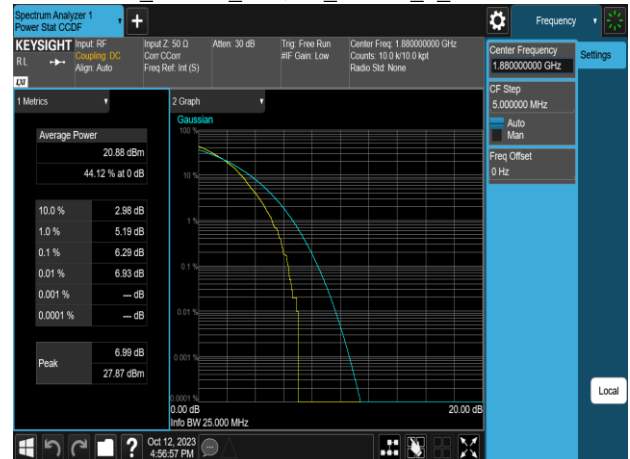 Spectrum Analyzer 1
Power Stat CCDF
Frequency
KEYSIGHT
RL
LXI
Input: RF
Coupling: DC
Align: Auto
Input Z: 50 Ω
Corr CCorr
Freq Ref: Int (S)
Atten: 30 dB
Trig: Free Run
#IF Gain: Low
Center Freq: 1.880000000 GHz
Counts: 10.0 k/10.0 kpt
Radio Std: None
Center Frequency
1.880000000 GHz
Settings
CF Step
5.000000 MHz
Auto
Man
Freq Offset
0 Hz
Local
1 Metrics
Average Power
20.88 dBm
44.12 % at 0 dB
10.0 % 2.98 dB
1.0 % 5.19 dB
0.1 % 6.29 dB
0.01 % 6.93 dB
0.001 % --- dB
0.0001 % --- dB
Peak
6.99 dB
27.87 dBm
2 Graph
Gaussian
100 %
10 %
1 %
0.1 %
0.01 %
0.001 %
0.0001 %
0.00 dB 20.00 dB
Info BW 25.000 MHz
Oct 12, 2023
4:56:57 PM